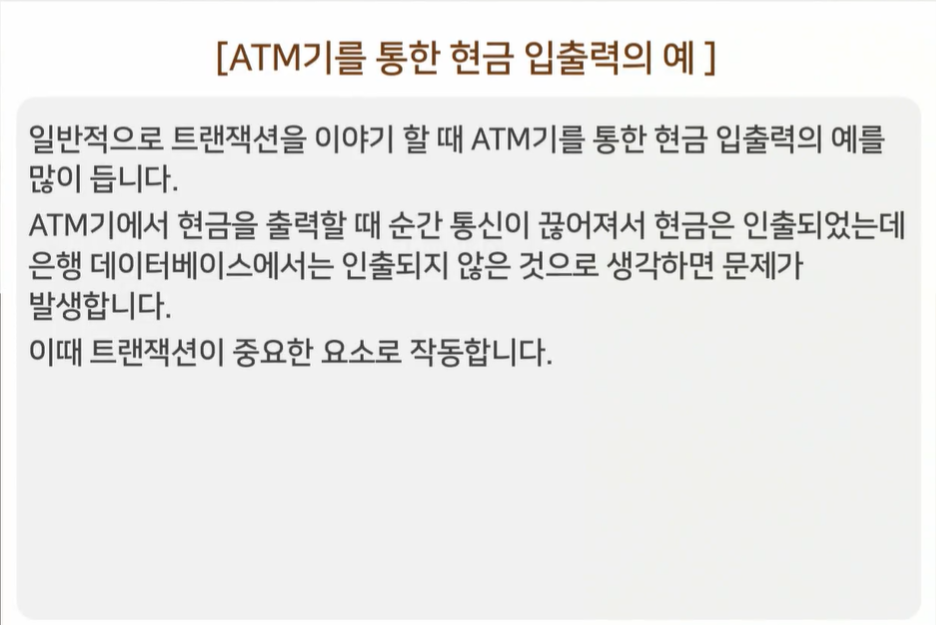 [ATM기를 통한 현금 입출력의 예 ]
일반적으로 트랜잭션을 이야기 할 때 ATM기를 통한 현금 입출력의 예를
많이 듭니다.
ATM기에서 현금을 출력할 때 순간 통신이 끊어져서 현금은 인출되었는데
은행 데이터베이스에서는 인출되지 않은 것으로 생각하면 문제가
발생합니다.
이때 트랜잭션이 중요한 요소로 작동합니다.